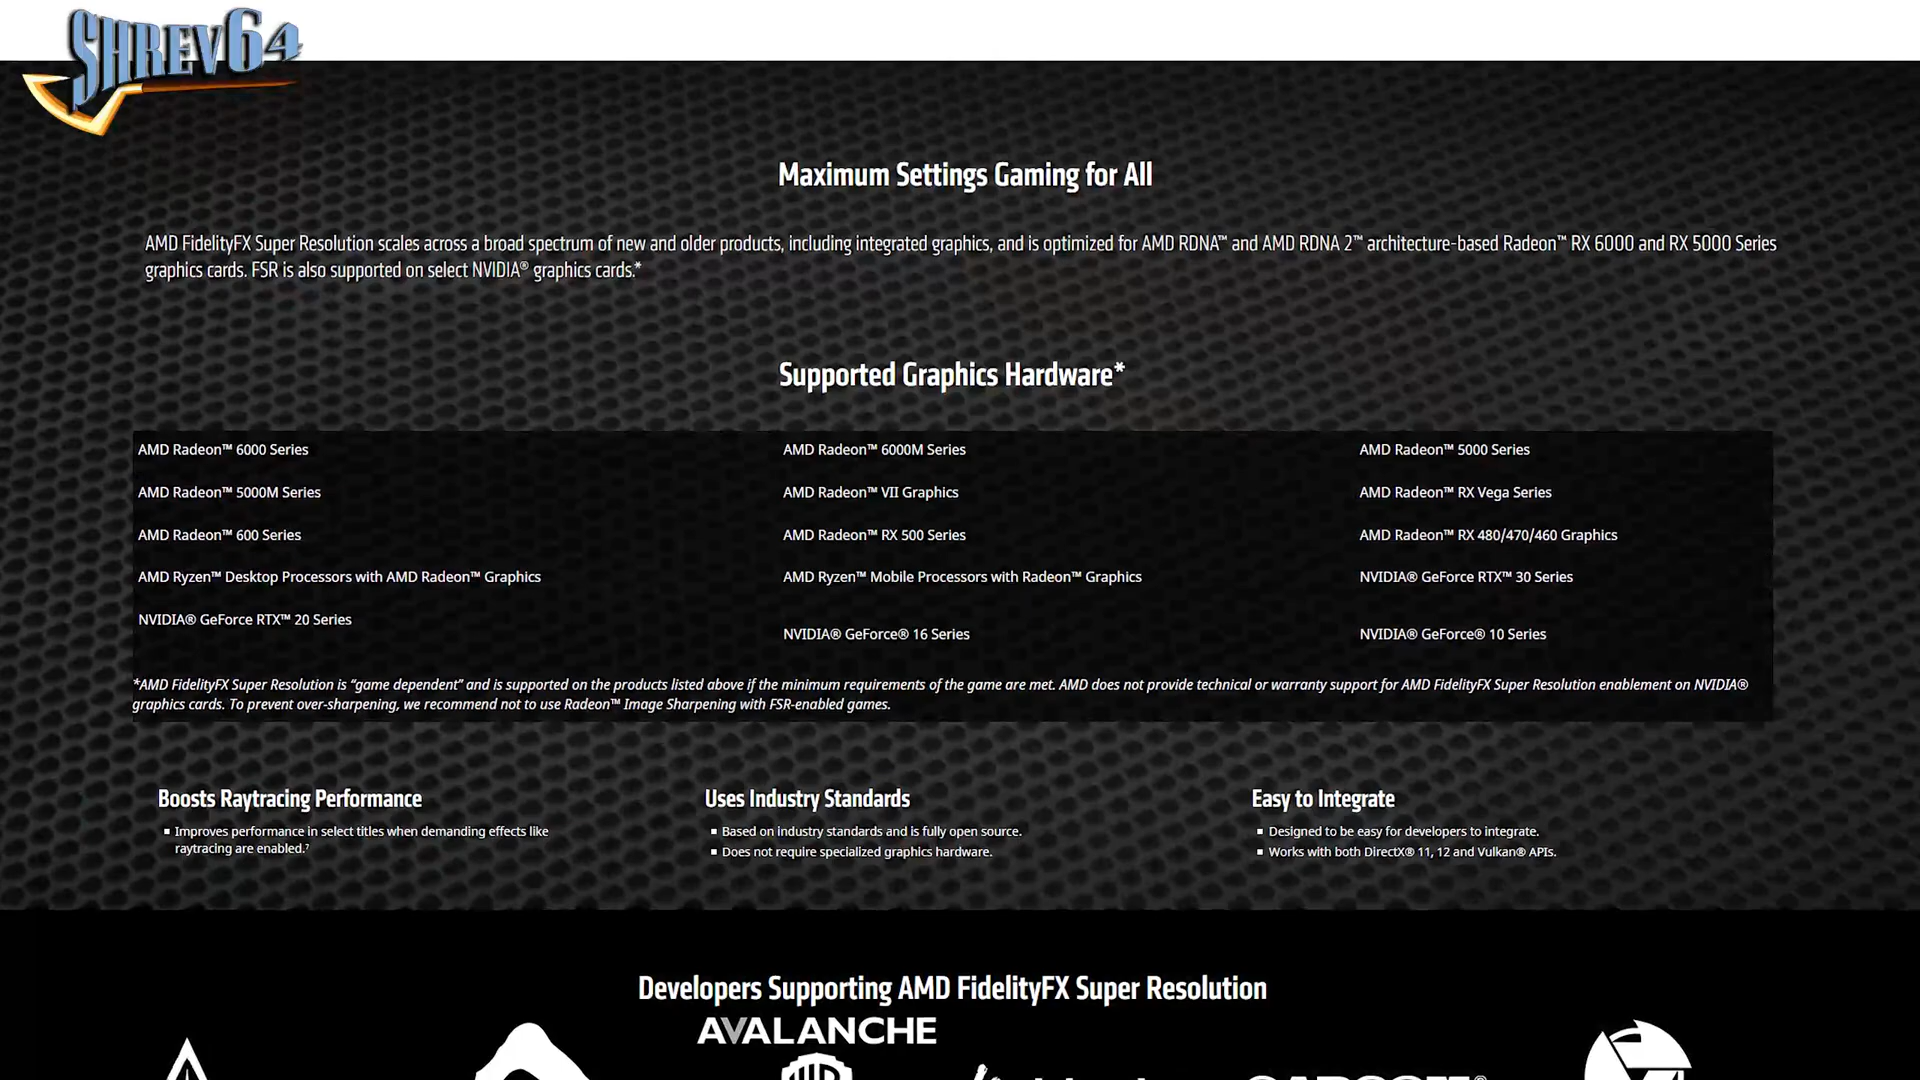 SHREV64
Maximum Settings Gaming for All
AMD FidelityFX Super Resolution scales across a broad spectrum of new and older products, including integrated graphics, and is optimized for AMD RDNA™ and AMD RDNA 2™ architecture-based Radeon™ RX 6000 and RX 5000 Series
graphics cards. FSR is also supported on select NVIDIA® graphics cards.*
Supported Graphics Hardware*
AMD Radeon™ 6000 Series
AMD Radeon™ 6000M Series
AMD Radeon™ 5000 Series
AMD Radeon™ 5000M Series
AMD Radeon™ VII Graphics
AMD Radeon™ RX Vega Series
AMD Radeon™ 600 Series
AMD Radeon™ RX 500 Series
AMD Radeon™ RX 480/470/460 Graphics
AMD Ryzen™ Desktop Processors with AMD Radeon™ Graphics
AMD Ryzen™ Mobile Processors with Radeon™ Graphics
NVIDIA® GeForce RTX™ 30 Series
NVIDIA® GeForce RTX™ 20 Series
NVIDIA® GeForce® 16 Series
NVIDIA® GeForce® 10 Series
*AMD FidelityFX Super Resolution is “game dependent” and is supported on the products listed above if the minimum requirements of the game are met. AMD does not provide technical or warranty support for AMD FidelityFX Super Resolution enablement on NVIDIA®
graphics cards. To prevent over-sharpening, we recommend not to use Radeon™ Image Sharpening with FSR-enabled games.
Boosts Raytracing Performance
▪ Improves performance in select titles when demanding effects like
raytracing are enabled.⁷
Uses Industry Standards
▪ Based on industry standards and is fully open source.
▪ Does not require specialized graphics hardware.
Easy to Integrate
▪ Designed to be easy for developers to integrate.
▪ Works with both DirectX® 11, 12 and Vulkan® APIs.
Developers Supporting AMD FidelityFX Super Resolution
AVALANCHE